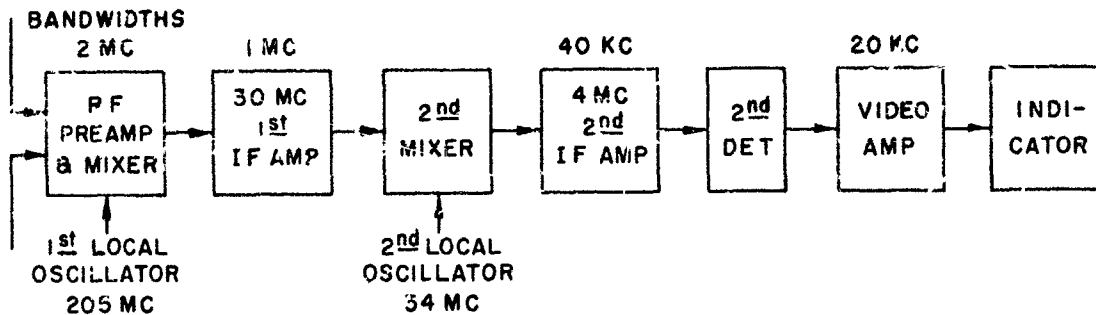 BANDWIDTHS
2 MC
1 MC
40 KC
20 KC
RF
PREAMP
& MIXER
30 MC
1st
IF AMP
2nd
MIXER
4 MC
2nd
IF AMP
2nd
DET
VIDEO
AMP
INDI-
CATOR
1st LOCAL
OSCILLATOR
205 MC
2nd LOCAL
OSCILLATOR
34 MC